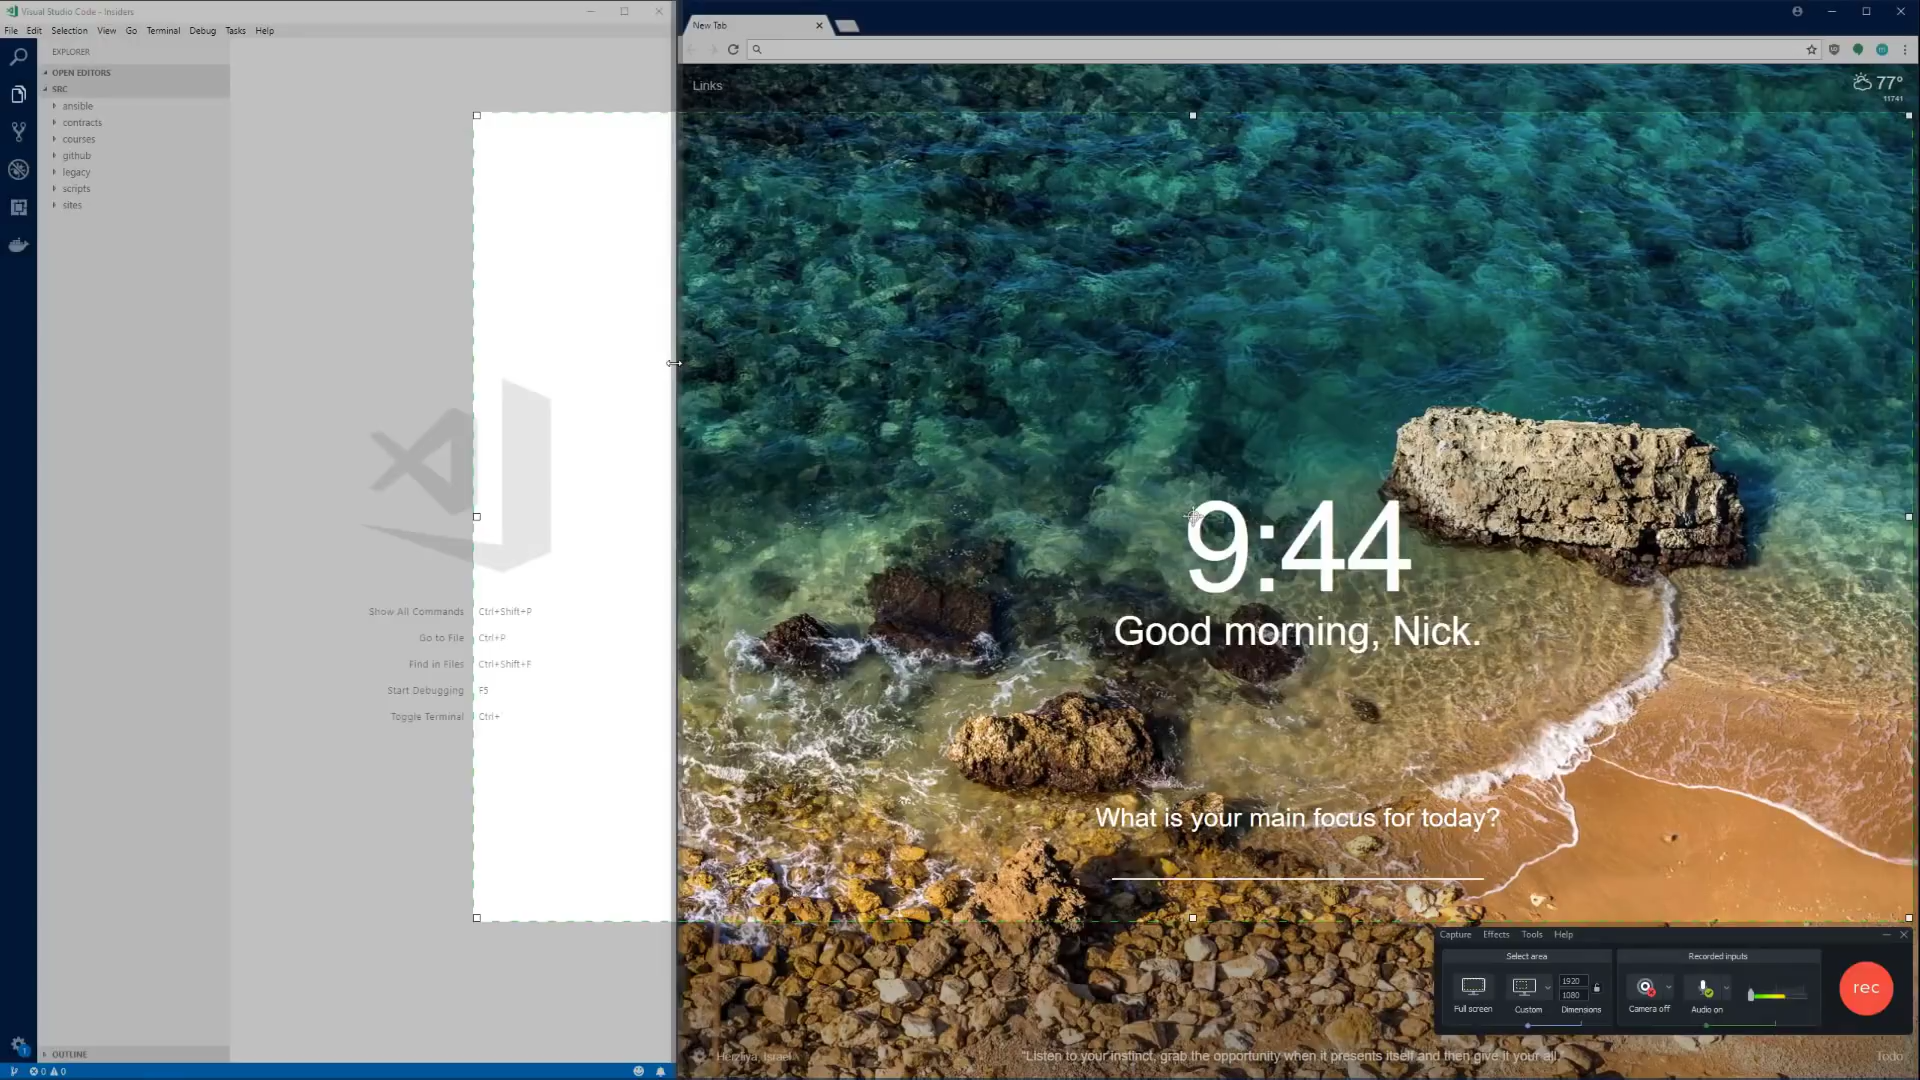 Visual Studio Code - Insiders
File Edit Selection View Go Terminal Debug Tasks Help
EXPLORER
OPEN EDITORS
SRC
ansible
contracts
courses
github
legacy
scripts
sites
Show All Commands Ctrl+Shift+P
Go to File Ctrl+P
Find in Files Ctrl+Shift+F
Start Debugging F5
Toggle Terminal Ctrl+
OUTLINE
0 0
1
New Tab
Links
77°
11741
9:44
Good morning, Nick.
What is your main focus for today?
Capture Effects Tools Help
Select area
Recorded inputs
1920
1080
Full screen Custom Dimensions
Camera off Audio on
rec
Herzliya, Israel
"Listen to your instinct, grab the opportunity when it presents itself and then give it your all."
Todo